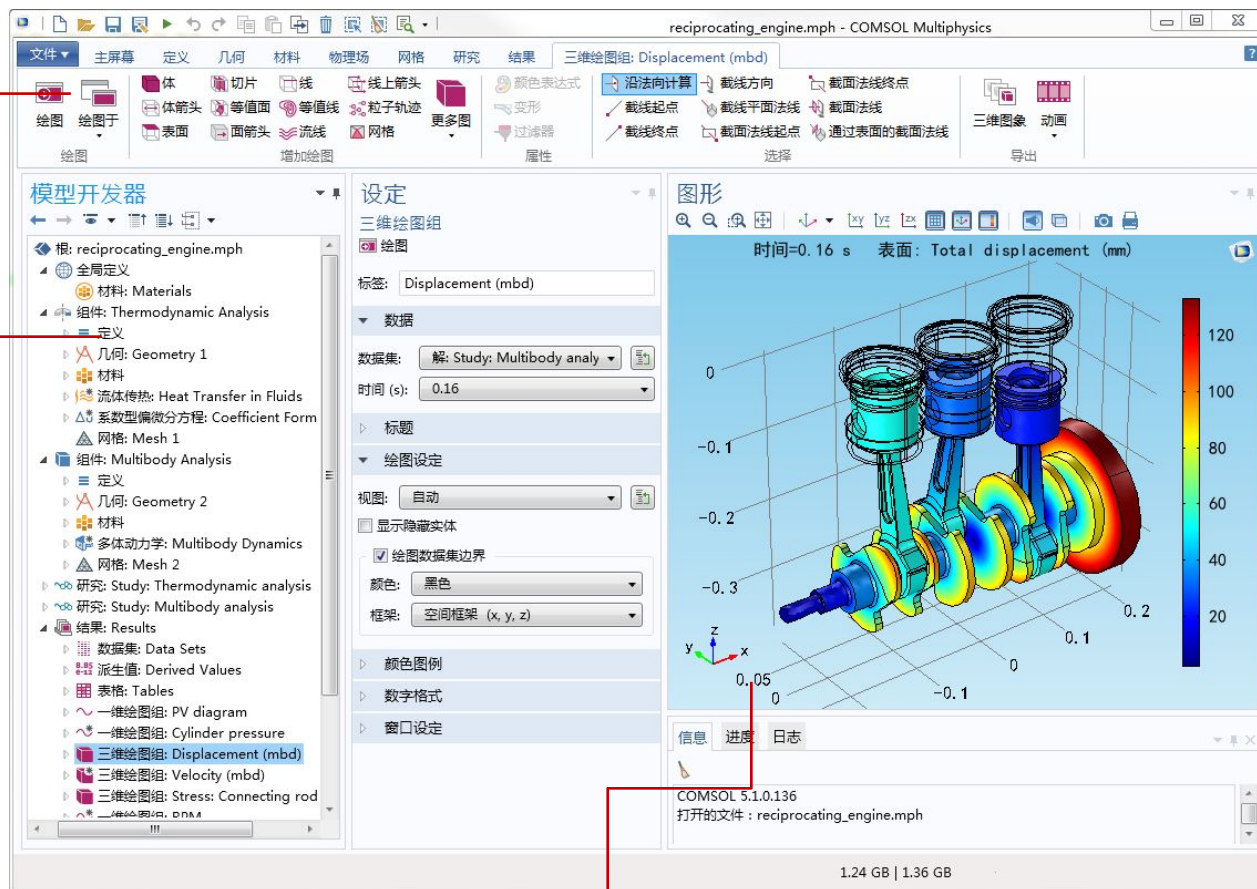 reciprocating_engine.mph - COMSOL Multiphysics
文件 主屏幕 定义 几何 材料 物理场 网格 研究 结果 三维绘图组: Displacement (mbd)
体 切片 线 线上箭头 颜色表达式 沿法向计算 截线方向 截面法线终点
体箭头 等值面 等值线 粒子轨迹 变形 截线起点 截线平面法线 截面法线
表面 面箭头 流线 网格 过滤器 截线终点 截面法线起点 通过表面的截面法线
绘图 绘图于 更多图 三维图象 动画
绘图 增加绘图 属性 选择 导出
模型开发器
根: reciprocating_engine.mph
全局定义
材料: Materials
组件: Thermodynamic Analysis
定义
几何: Geometry 1
材料
流体传热: Heat Transfer in Fluids
系数型偏微分方程: Coefficient Form
网格: Mesh 1
组件: Multibody Analysis
定义
几何: Geometry 2
材料
多体动力学: Multibody Dynamics
网格: Mesh 2
研究: Study: Thermodynamic analysis
研究: Study: Multibody analysis
结果: Results
数据集: Data Sets
8.85
e-12
派生值: Derived Values
表格: Tables
一维绘图组: PV diagram
一维绘图组: Cylinder pressure
三维绘图组: Displacement (mbd)
三维绘图组: Velocity (mbd)
三维绘图组: Stress: Connecting rod
一维绘图组: RPM
设定
三维绘图组
绘图
标签: Displacement (mbd)
数据
数据集: 解: Study: Multibody analy
时间 (s): 0.16
标题
绘图设定
视图: 自动
显示隐藏实体
绘图数据集边界
颜色: 黑色
框架: 空间框架 (x, y, z)
颜色图例
数字格式
窗口设定
图形
xy yz zx
时间=0.16 s 表面: Total displacement (mm)
0
-0.1
-0.2
-0.3
z
y
x
0.05
0
-0.1
0
0.1
0.2
120
100
80
60
40
20
信息 进度 日志
COMSOL 5.1.0.136
打开的文件：reciprocating_engine.mph
1.24 GB | 1.36 GB